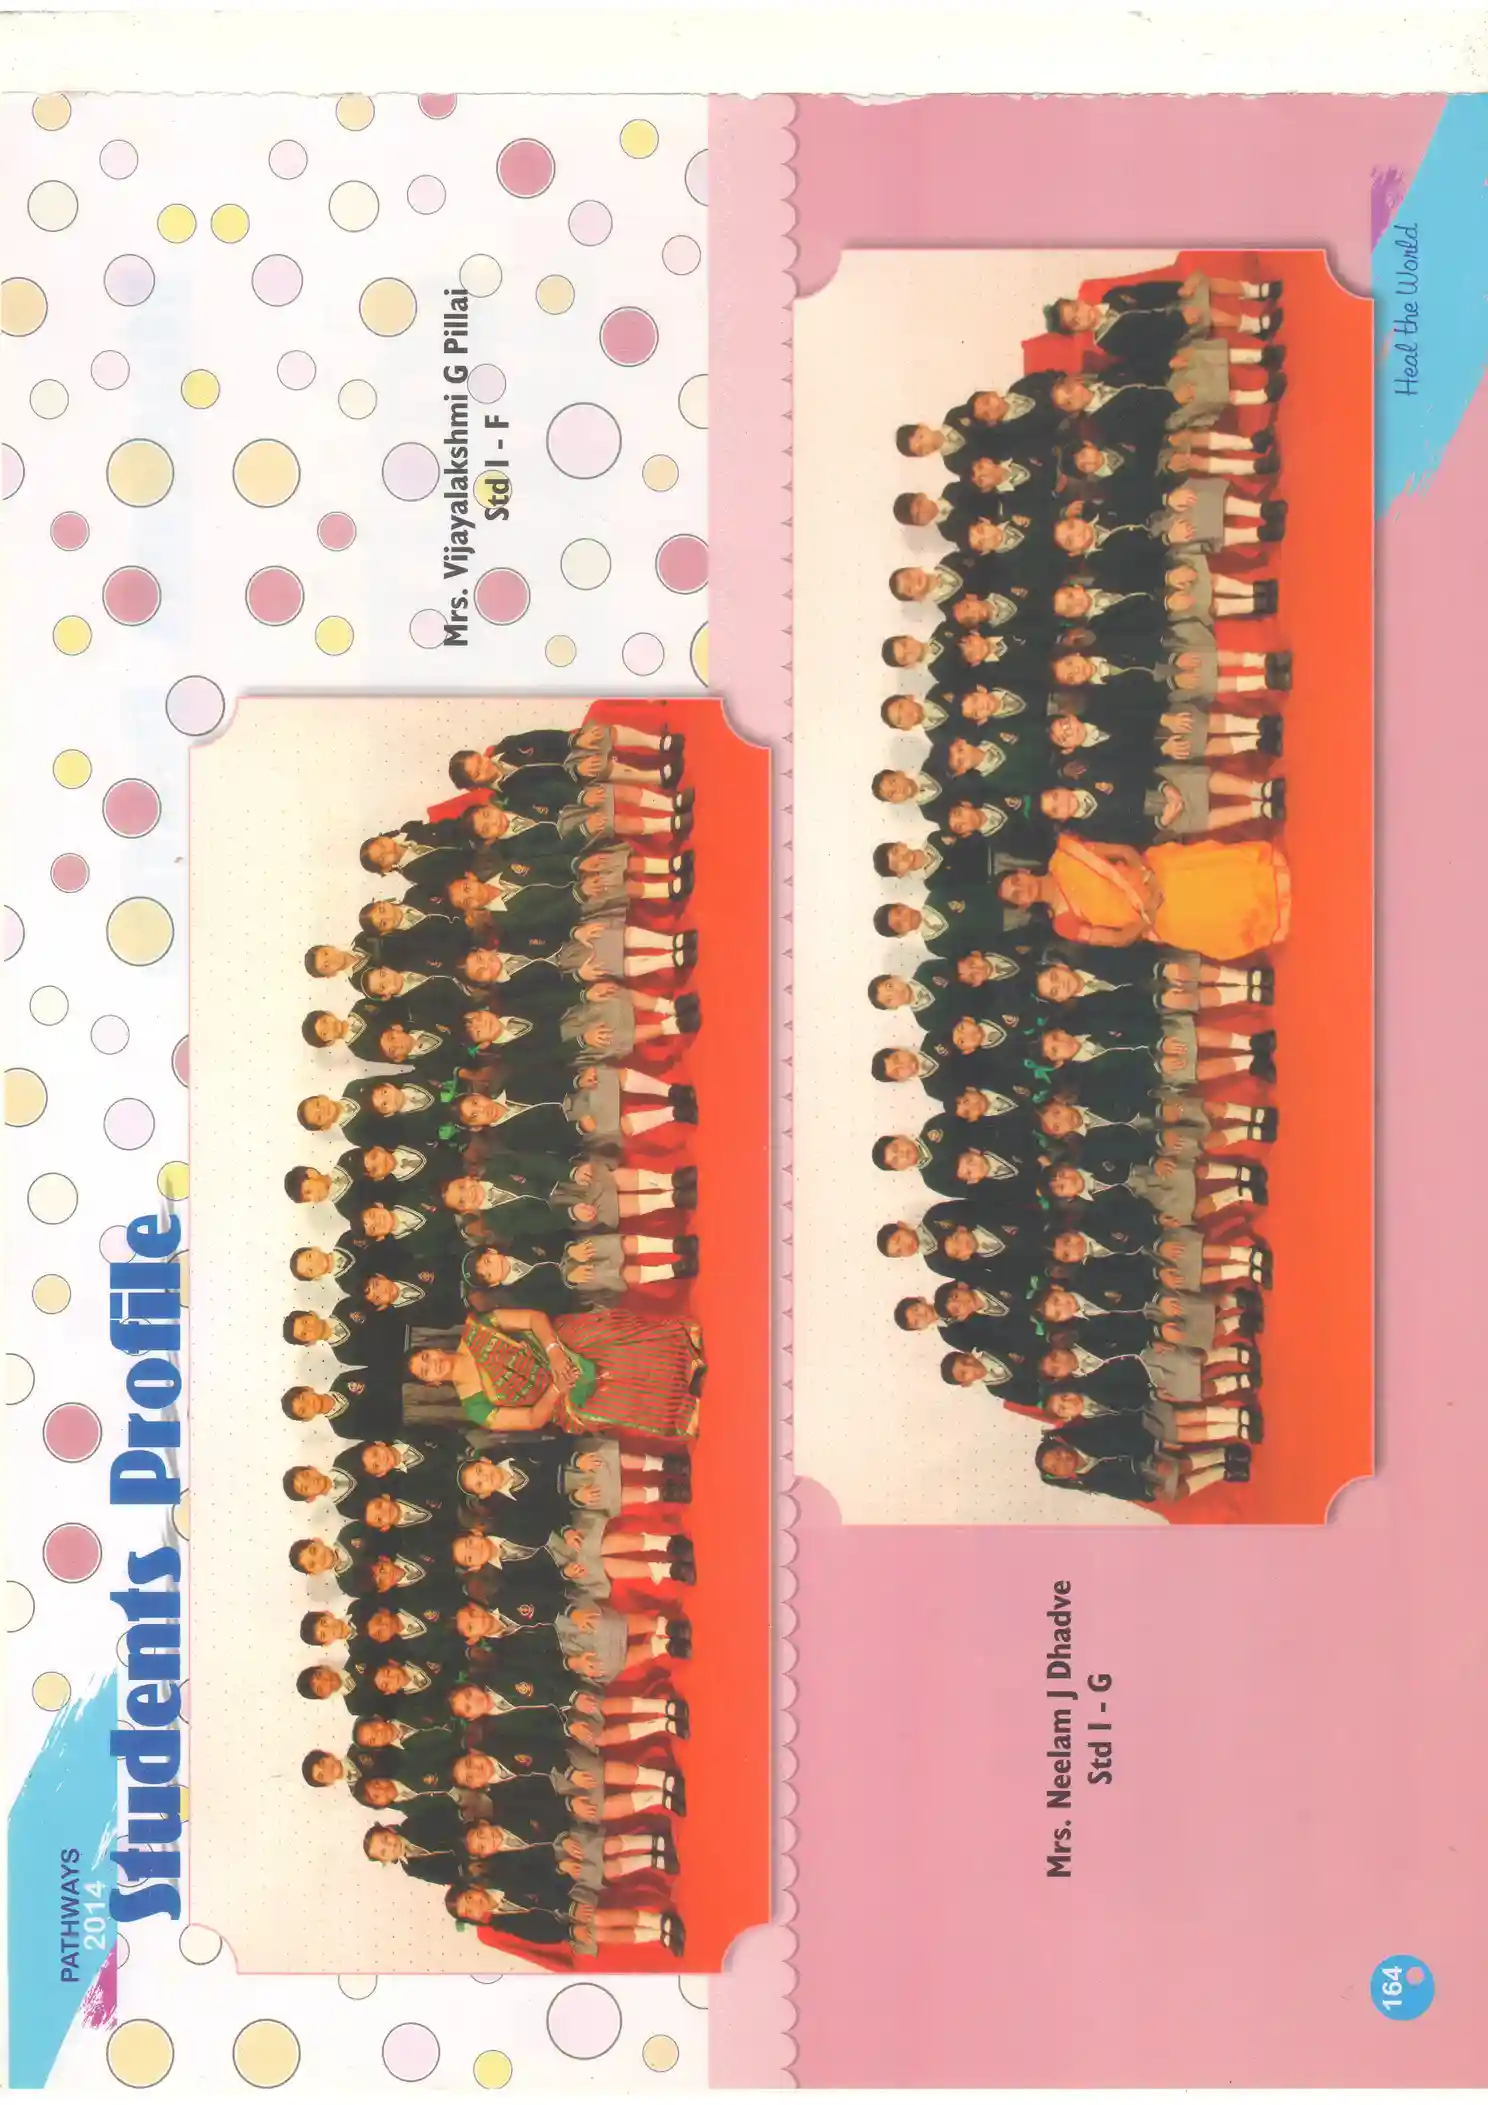 PATHWAYS
2014
Students Profile
Mrs. Vijayalakshmi G Pillai
Std I - F
Mrs. Neelam J Dhadve
Std I - G
164
Heal the World